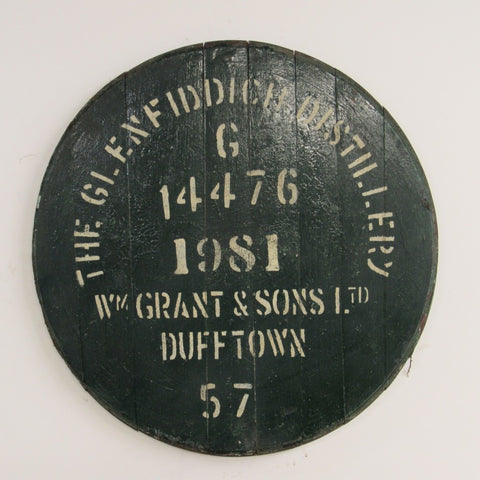 THE GLENFIDDICH DISTILLERY
G
14476
1981
WM GRANT & SONS LTD
DUFFTOWN
57